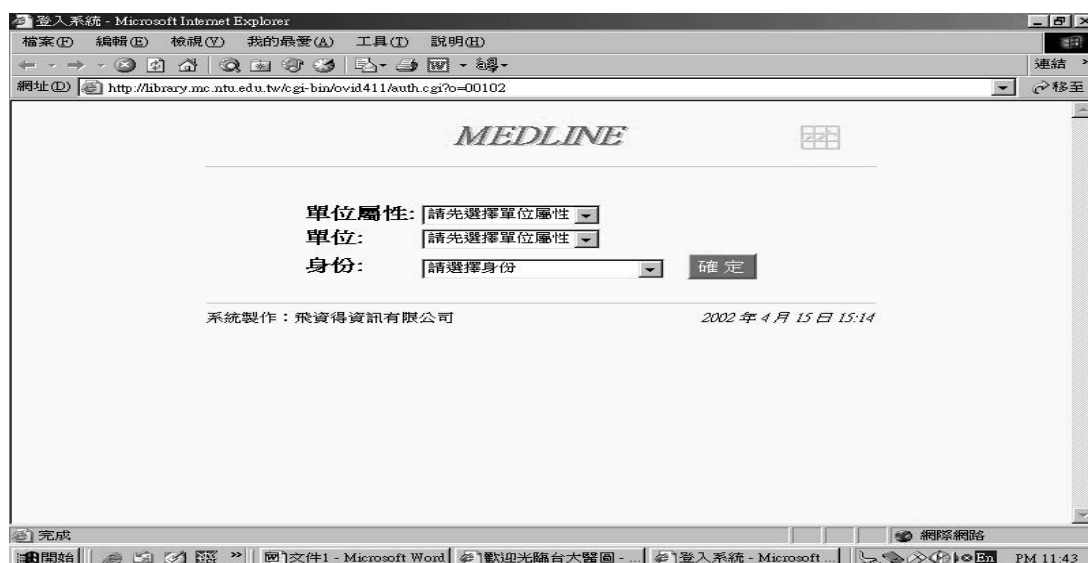 登入系統 - Microsoft Internet Explorer
檔案(F) 編輯(E) 檢視(V) 我的最愛(A) 工具(T) 說明(H)
連結
網址(D) http://library.mc.ntu.edu.tw/cgi-bin/ovid411/auth.cgi?o=00102 移至
MEDLINE
單位屬性: 請先選擇單位屬性
單位: 請先選擇單位屬性
身份: 請選擇身份 確定
系統製作：飛資得資訊有限公司 2002 年 4 月 15 日 15:14
完成 網際網路
開始 文件1 - Microsoft Word 歡迎光臨台大醫圖 - ... 登入系統 - Microsoft ... En PM 11:43